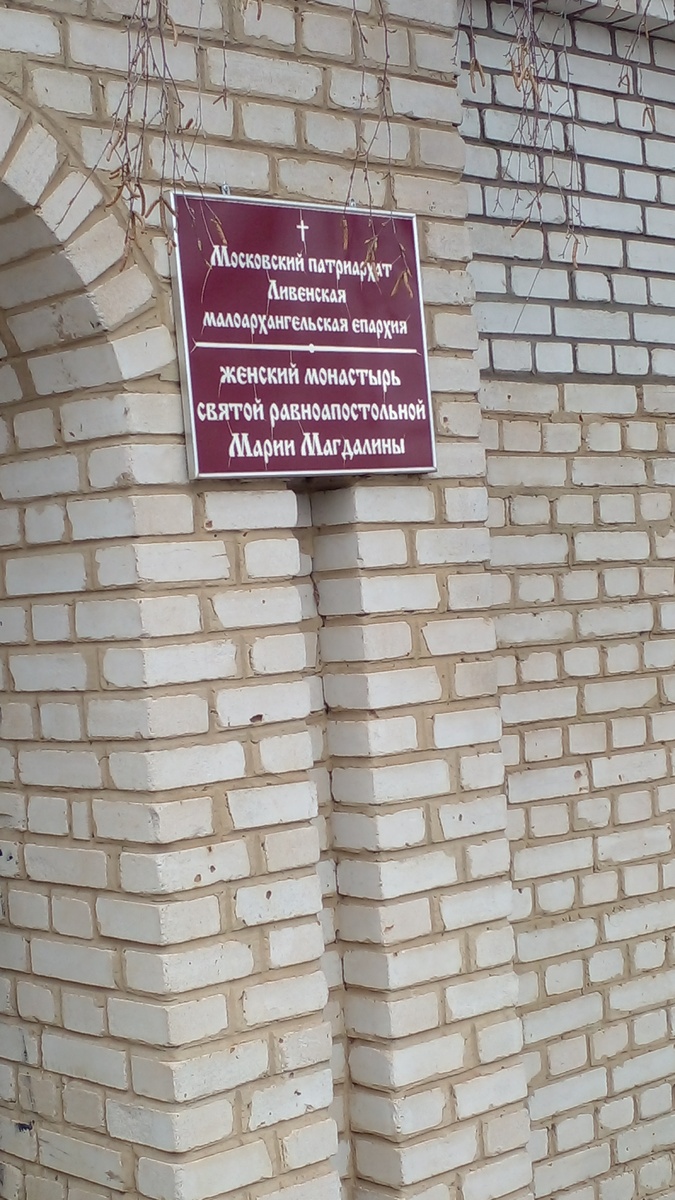 Московский патриархат
Ливенская
малоархангельская епархия
женский монастырь
святой равноапостольной
Марии Магдалины